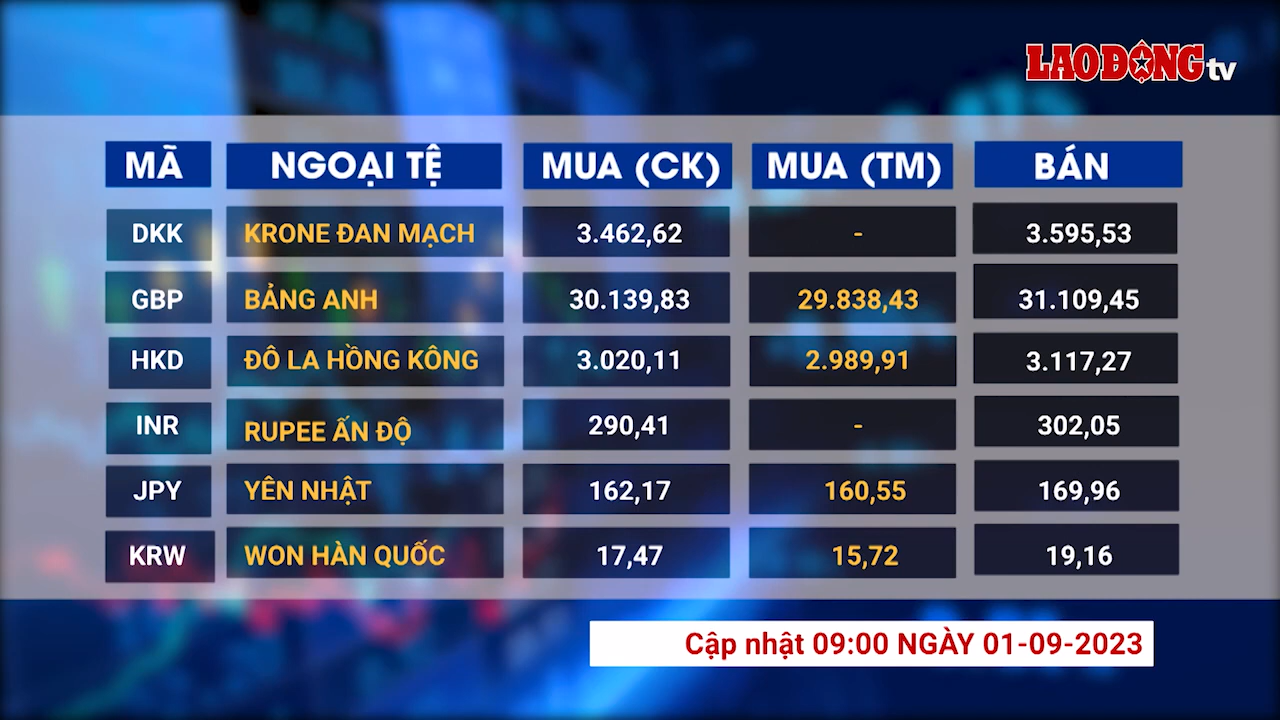 LAO ĐỘNG tv
MÃ NGOẠI TỆ MUA (CK) MUA (TM) BÁN
DKK KRONE ĐAN MẠCH 3.462,62 - 3.595,53
GBP BẢNG ANH 30.139,83 29.838,43 31.109,45
HKD ĐÔ LA HỒNG KÔNG 3.020,11 2.989,91 3.117,27
INR RUPEE ẤN ĐỘ 290,41 - 302,05
JPY YÊN NHẬT 162,17 160,55 169,96
KRW WON HÀN QUỐC 17,47 15,72 19,16
Cập nhật 09:00 NGÀY 01-09-2023